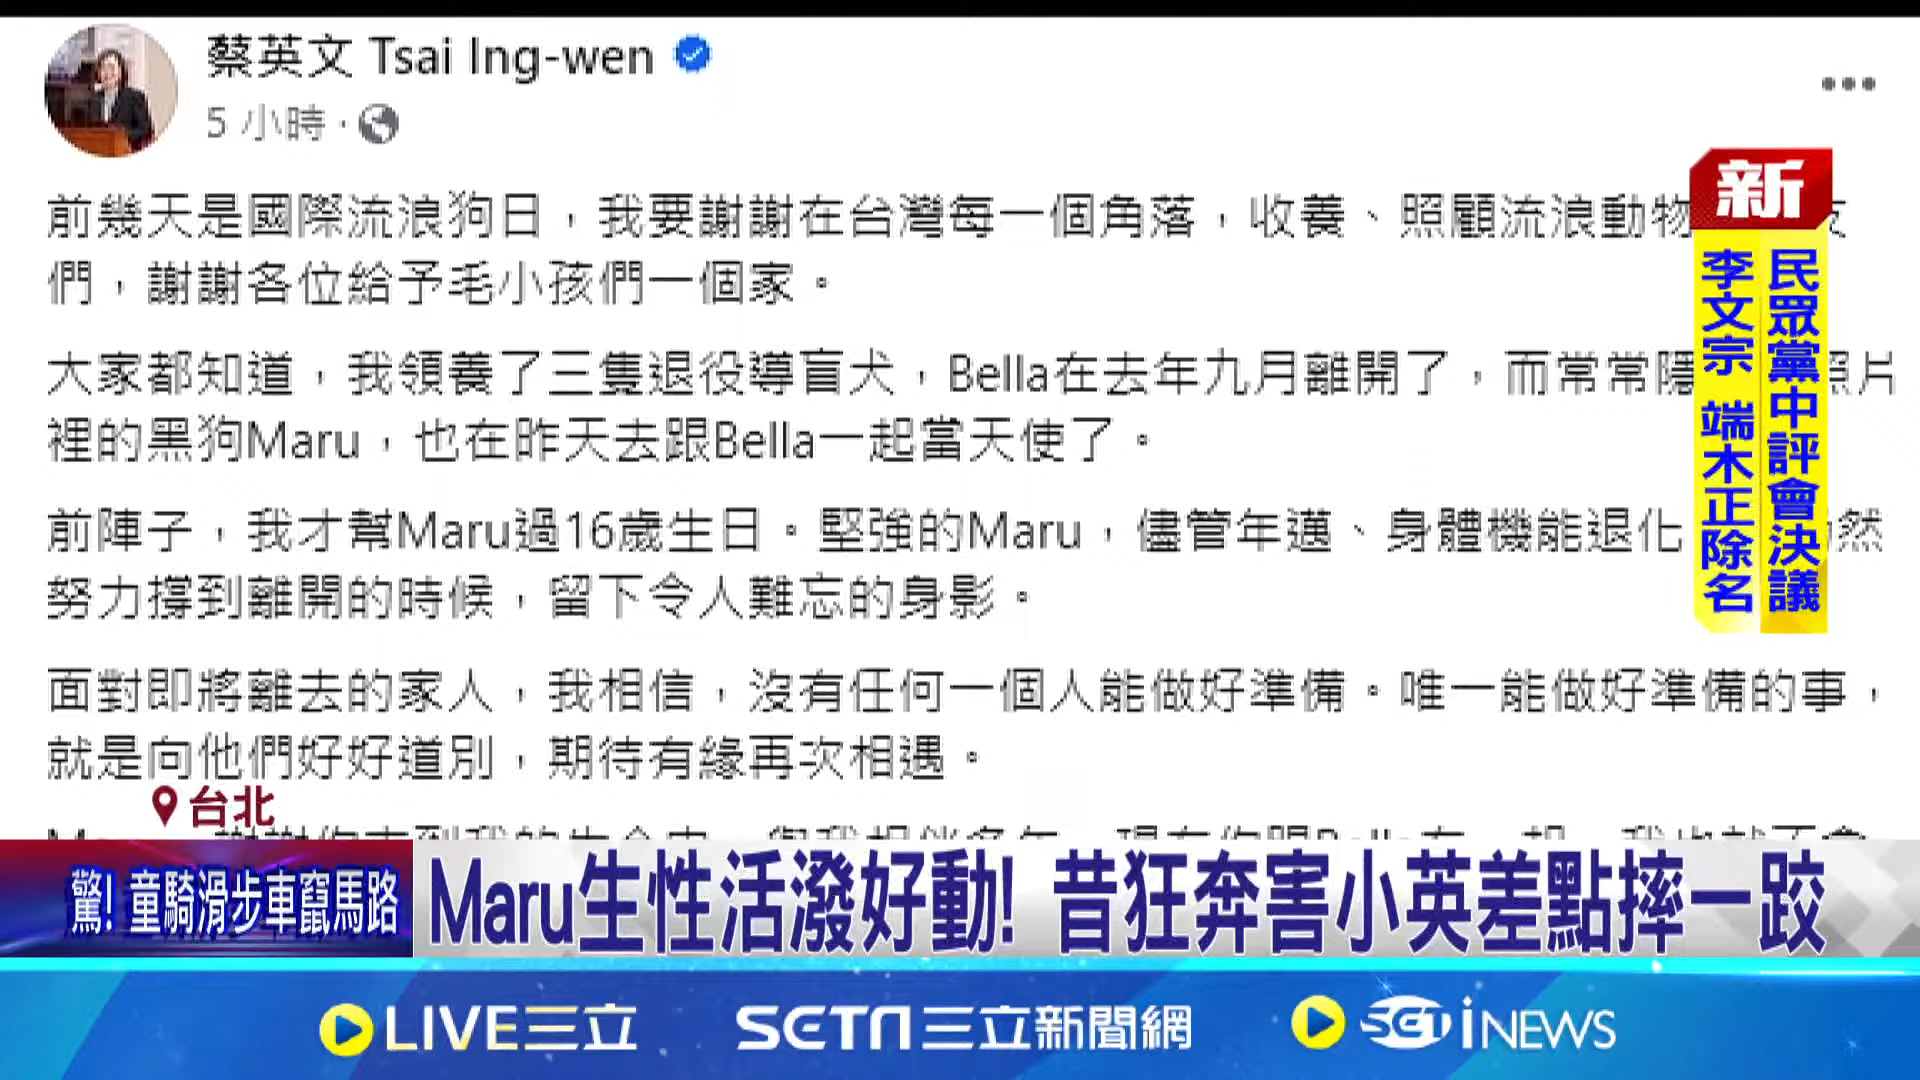 蔡英文 Tsai Ing-wen
5 小時
新
前幾天是國際流浪狗日，我要謝謝在台灣每一個角落，收養、照顧流浪動物 友
們，謝謝各位給予毛小孩們一個家。
民眾黨中評會決議
李文宗 端木正除名
大家都知道，我領養了三隻退役導盲犬，Bella在去年九月離開了，而常常隱 照片
裡的黑狗Maru，也在昨天去跟Bella一起當天使了。
前陣子，我才幫Maru過16歲生日。堅強的Maru，儘管年邁、身體機能退化 然
努力撐到離開的時候，留下令人難忘的身影。
面對即將離去的家人，我相信，沒有任何一個人能做好準備。唯一能做好準備的事，
就是向他們好好道別，期待有緣再次相遇。
台北
驚! 童騎滑步車竄馬路
Maru生性活潑好動! 昔狂奔害小英差點摔一跤
LIVE三立
SETN三立新聞網
SETiNEWS